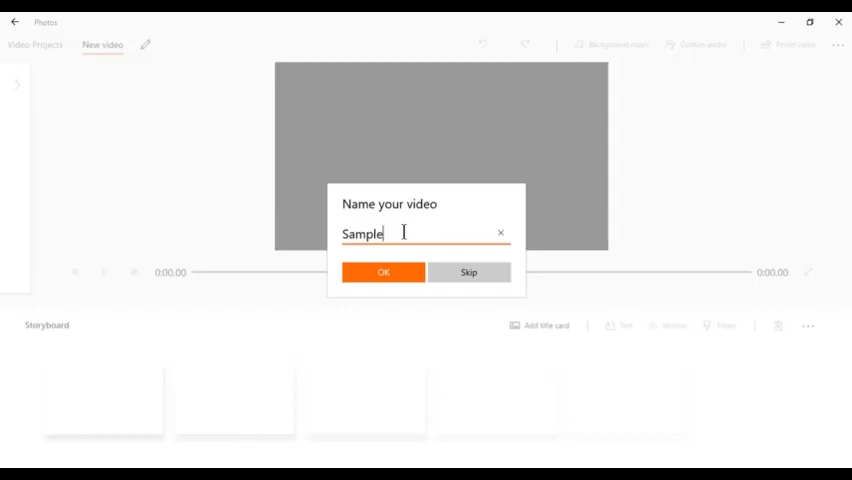 Photos
Video Projects New video
Background music Custom audio Finish video
Name your video
Sample
OK Skip
0:00.00 0:00.00
Storyboard Add title card Text Motion Filters